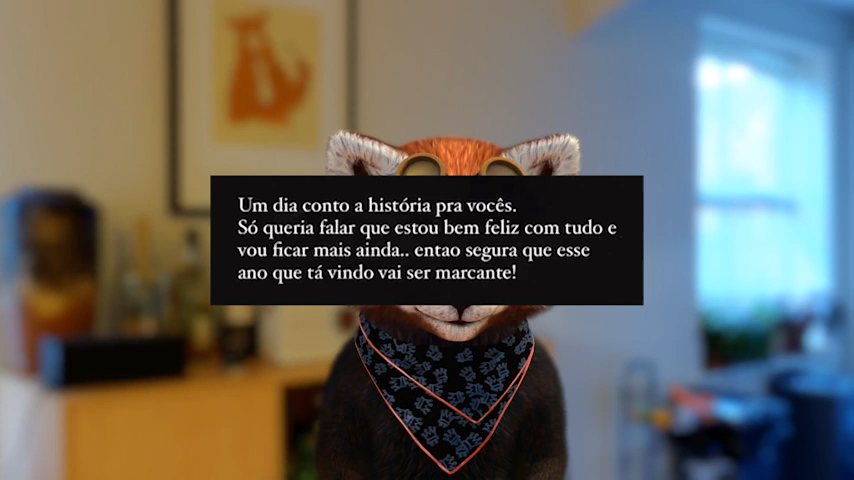 Um dia conto a história pra vocês.
Só queria falar que estou bem feliz com tudo e
vou ficar mais ainda.. entao segura que esse
ano que tá vindo vai ser marcante!